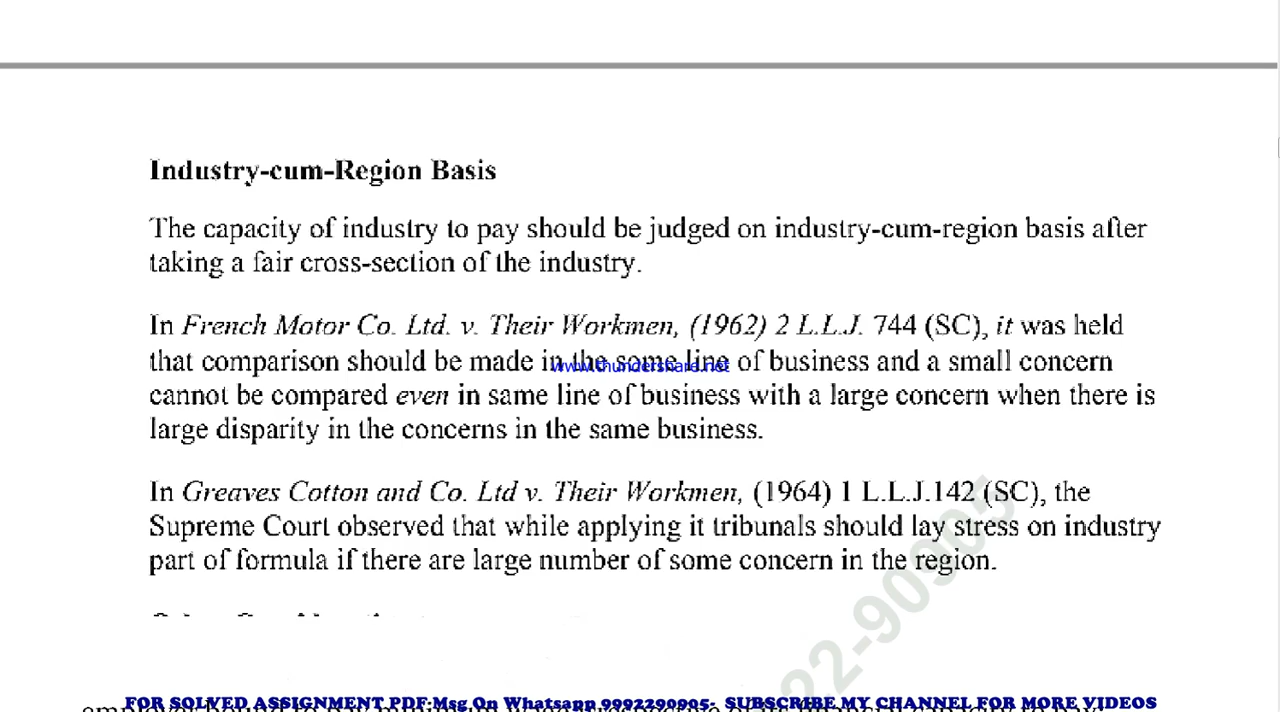 Industry-cum-Region Basis
The capacity of industry to pay should be judged on industry-cum-region basis after
taking a fair cross-section of the industry.
In French Motor Co. Ltd. v. Their Workmen, (1962) 2 L.L.J. 744 (SC), it was held
that comparison should be made in the some line of business and a small concern
www.thundershare.net
cannot be compared even in same line of business with a large concern when there is
large disparity in the concerns in the same business.
In Greaves Cotton and Co. Ltd v. Their Workmen, (1964) 1 L.L.J.142 (SC), the
Supreme Court observed that while applying it tribunals should lay stress on industry
part of formula if there are large number of some concern in the region.
22-90905
FOR SOLVED ASSIGNMENT PDF Msg On Whatsapp 9992290905- SUBSCRIBE MY CHANNEL FOR MORE VIDEOS